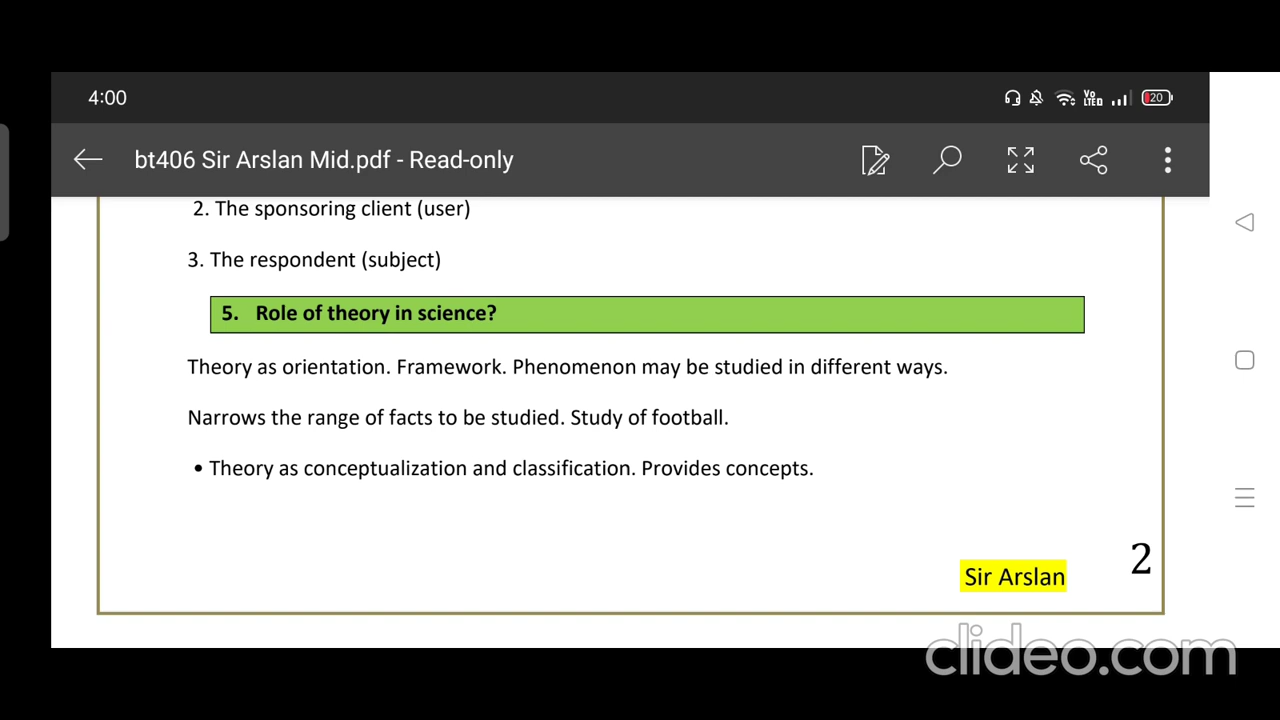 4:00
Vo
LTED
20
bt406 Sir Arslan Mid.pdf - Read-only
2. The sponsoring client (user)
3. The respondent (subject)
5. Role of theory in science?
Theory as orientation. Framework. Phenomenon may be studied in different ways.
Narrows the range of facts to be studied. Study of football.
• Theory as conceptualization and classification. Provides concepts.
2
Sir Arslan
clideo.com